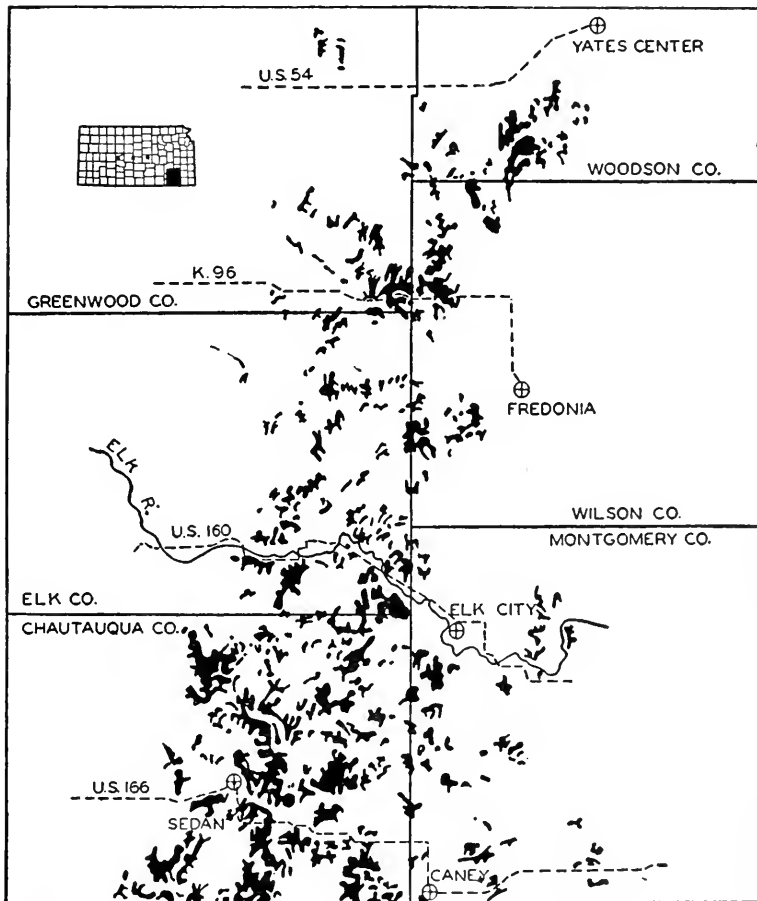 YATES CENTER
U.S. 54
WOODSON CO.
K. 96
GREENWOOD CO.
FREDONIA
ELK R.
U.S. 160
WILSON CO.
MONTGOMERY CO.
ELK CO.
ELK CITY
CHAUTAUQUA CO.
U.S. 166
SEDAN
CANEY